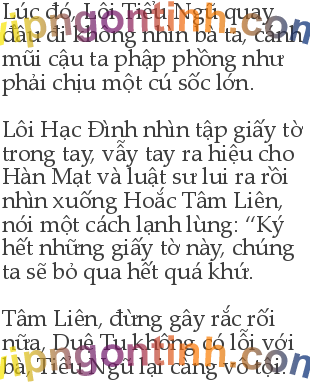 Lúc đó, Lôi Tiểu Ngũ quay
đầu đi không nhìn bà ta, cánh
mũi cậu ta phập phồng như
phải chịu một cú sốc lớn.
Lôi Hạc Đình nhìn tập giấy tờ
trong tay, vẫy tay ra hiệu cho
Hàn Mạt và luật sư lui ra rồi
nhìn xuống Hoắc Tâm Liên,
nói một cách lạnh lùng: “Ký
hết những giấy tờ này, chúng
ta sẽ bỏ qua hết quá khứ.
Tâm Liên, đừng gây rắc rối
nữa, Duệ Tu không có lỗi với
bà, Tiểu Ngũ lại càng vô tội.
vipngontinh.com
vipngontinh.com